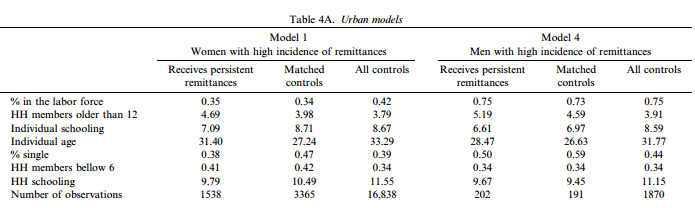 Table 4A. Urban models
Model 1 Model 4
Women with high incidence of remittances Men with high incidence of remittances
Receives persistent Matched All controls Receives persistent Matched All controls
remittances controls remittances controls
% in the labor force 0.35 0.34 0.42 0.75 0.73 0.75
HH members older than 12 4.69 3.98 3.79 5.19 4.59 3.91
Individual schooling 7.09 8.71 8.67 6.61 6.97 8.59
Individual age 31.40 27.24 33.29 28.47 26.63 31.77
% single 0.38 0.47 0.39 0.50 0.59 0.44
HH members bellow 6 0.41 0.42 0.34 0.34 0.34 0.34
HH schooling 9.79 10.49 11.55 9.67 9.45 11.15
Number of observations 1538 3365 16,838 202 191 1870